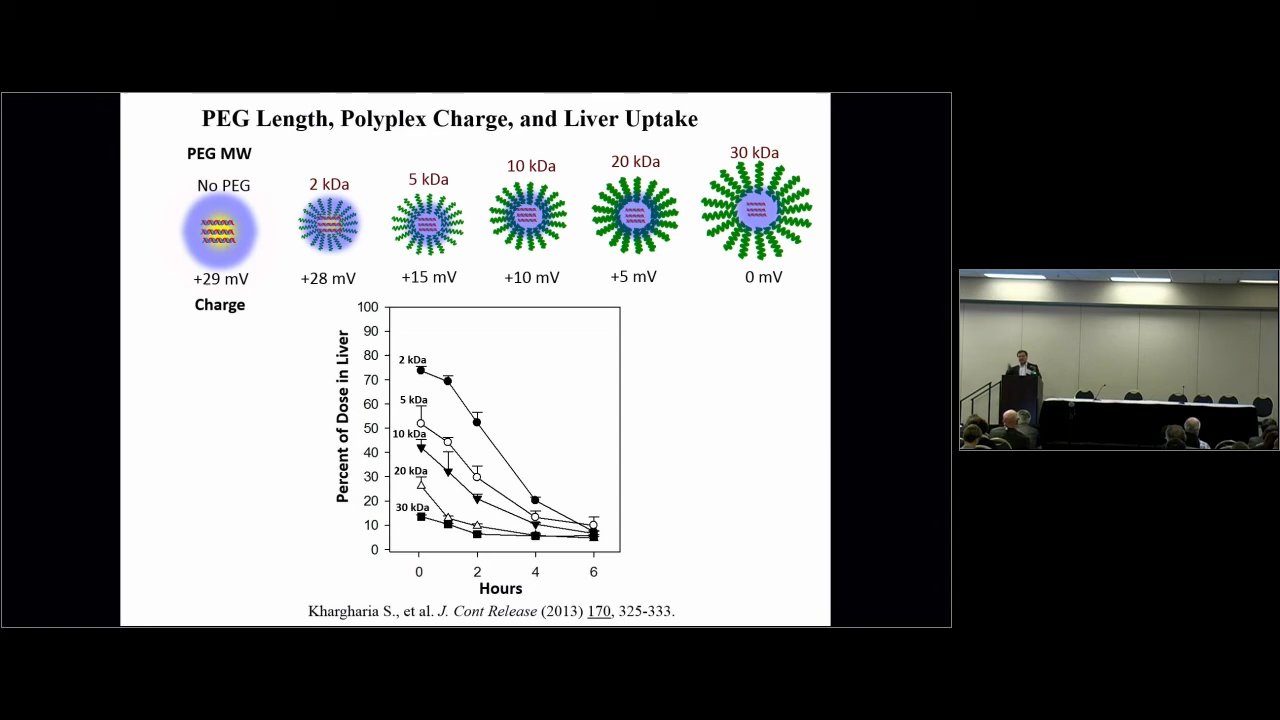 PEG Length, Polyplex Charge, and Liver Uptake
PEG MW
No PEG
2 kDa
5 kDa
10 kDa
20 kDa
30 kDa
+29 mV
+28 mV
+15 mV
+10 mV
+5 mV
0 mV
Charge
Percent of Dose in Liver
100
90
80
70
60
50
40
30
20
10
0
2 kDa
5 kDa
10 kDa
20 kDa
30 kDa
0
2
4
6
Hours
Khargharia S., et al. J. Cont Release (2013) 170, 325-333.